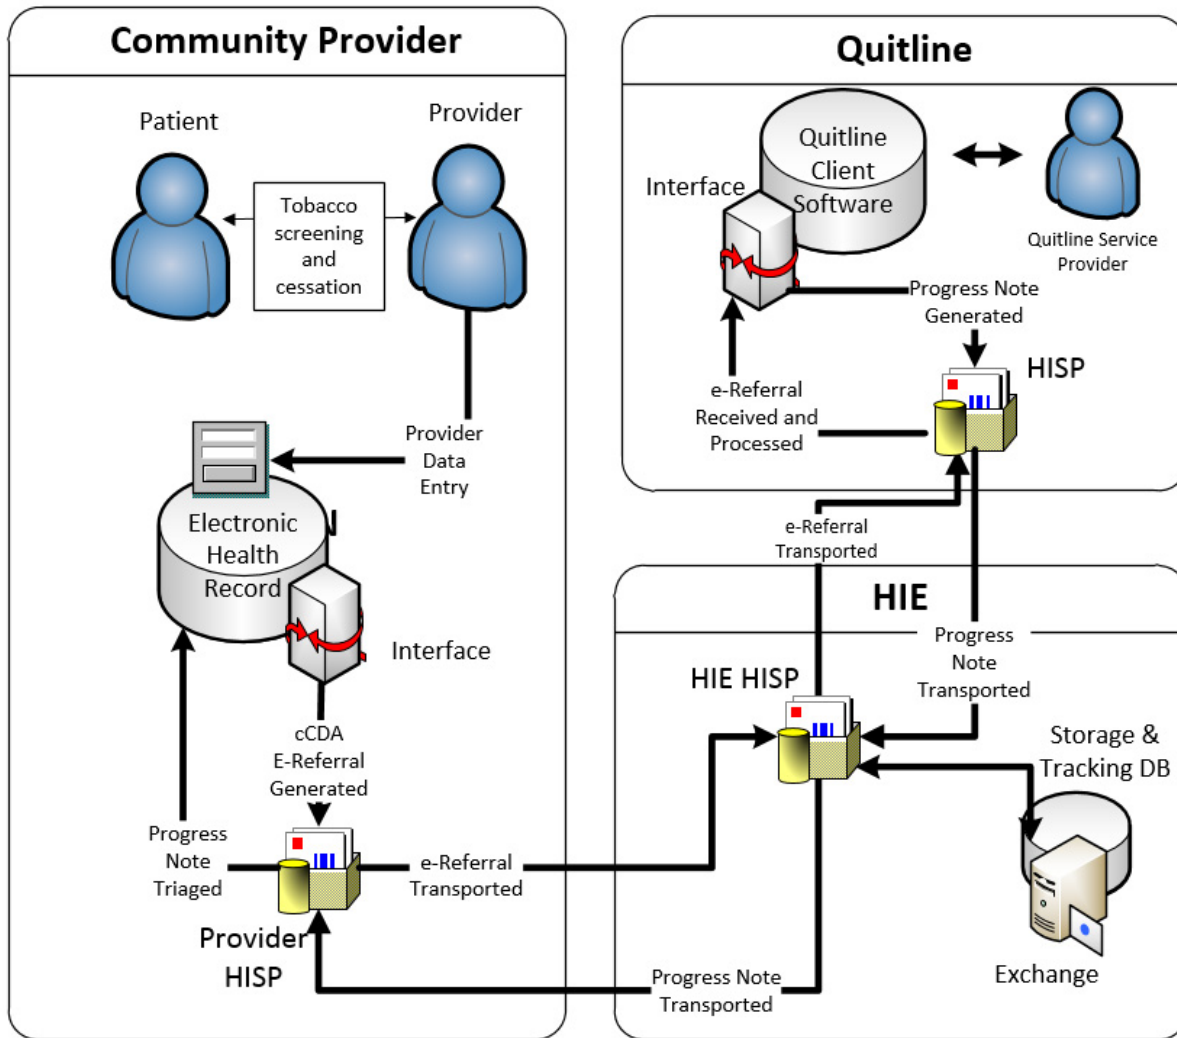 Community Provider
Patient
Provider
Tobacco
screening
and
cessation
Provider
Data
Entry
Electronic
Health
Record
Interface
cCDA
E-Referral
Generated
Progress
Note
Triaged
e-Referral
Transported
Provider
HISP
Quitline
Quitline
Client
Software
Interface
Quitline Service
Provider
Progress Note
Generated
HISP
e-Referral
Received and
Processed
e-Referral
Transported
HIE
Progress
Note
Transported
HIE HISP
Storage &
Tracking DB
Exchange
Progress Note
Transported